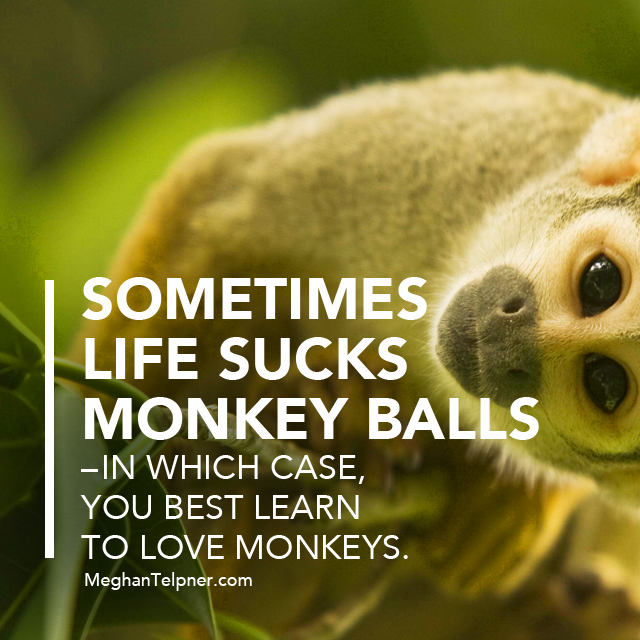 SOMETIMES
LIFE SUCKS
MONKEY BALLS
–IN WHICH CASE,
YOU BEST LEARN
TO LOVE MONKEYS.
MeghanTelpner.com